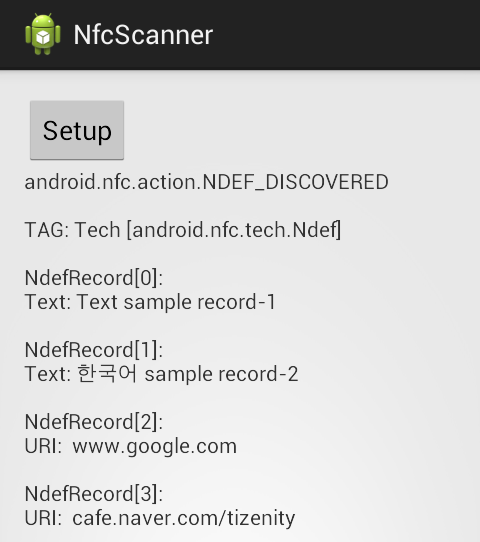 NfcScanner
Setup
android.nfc.action.NDEF_DISCOVERED
TAG: Tech [android.nfc.tech.Ndef]
NdefRecord[0]:
Text: Text sample record-1
NdefRecord[1]:
Text: 한국어 sample record-2
NdefRecord[2]:
URI:  www.google.com
NdefRecord[3]:
URI:  cafe.naver.com/tizenity